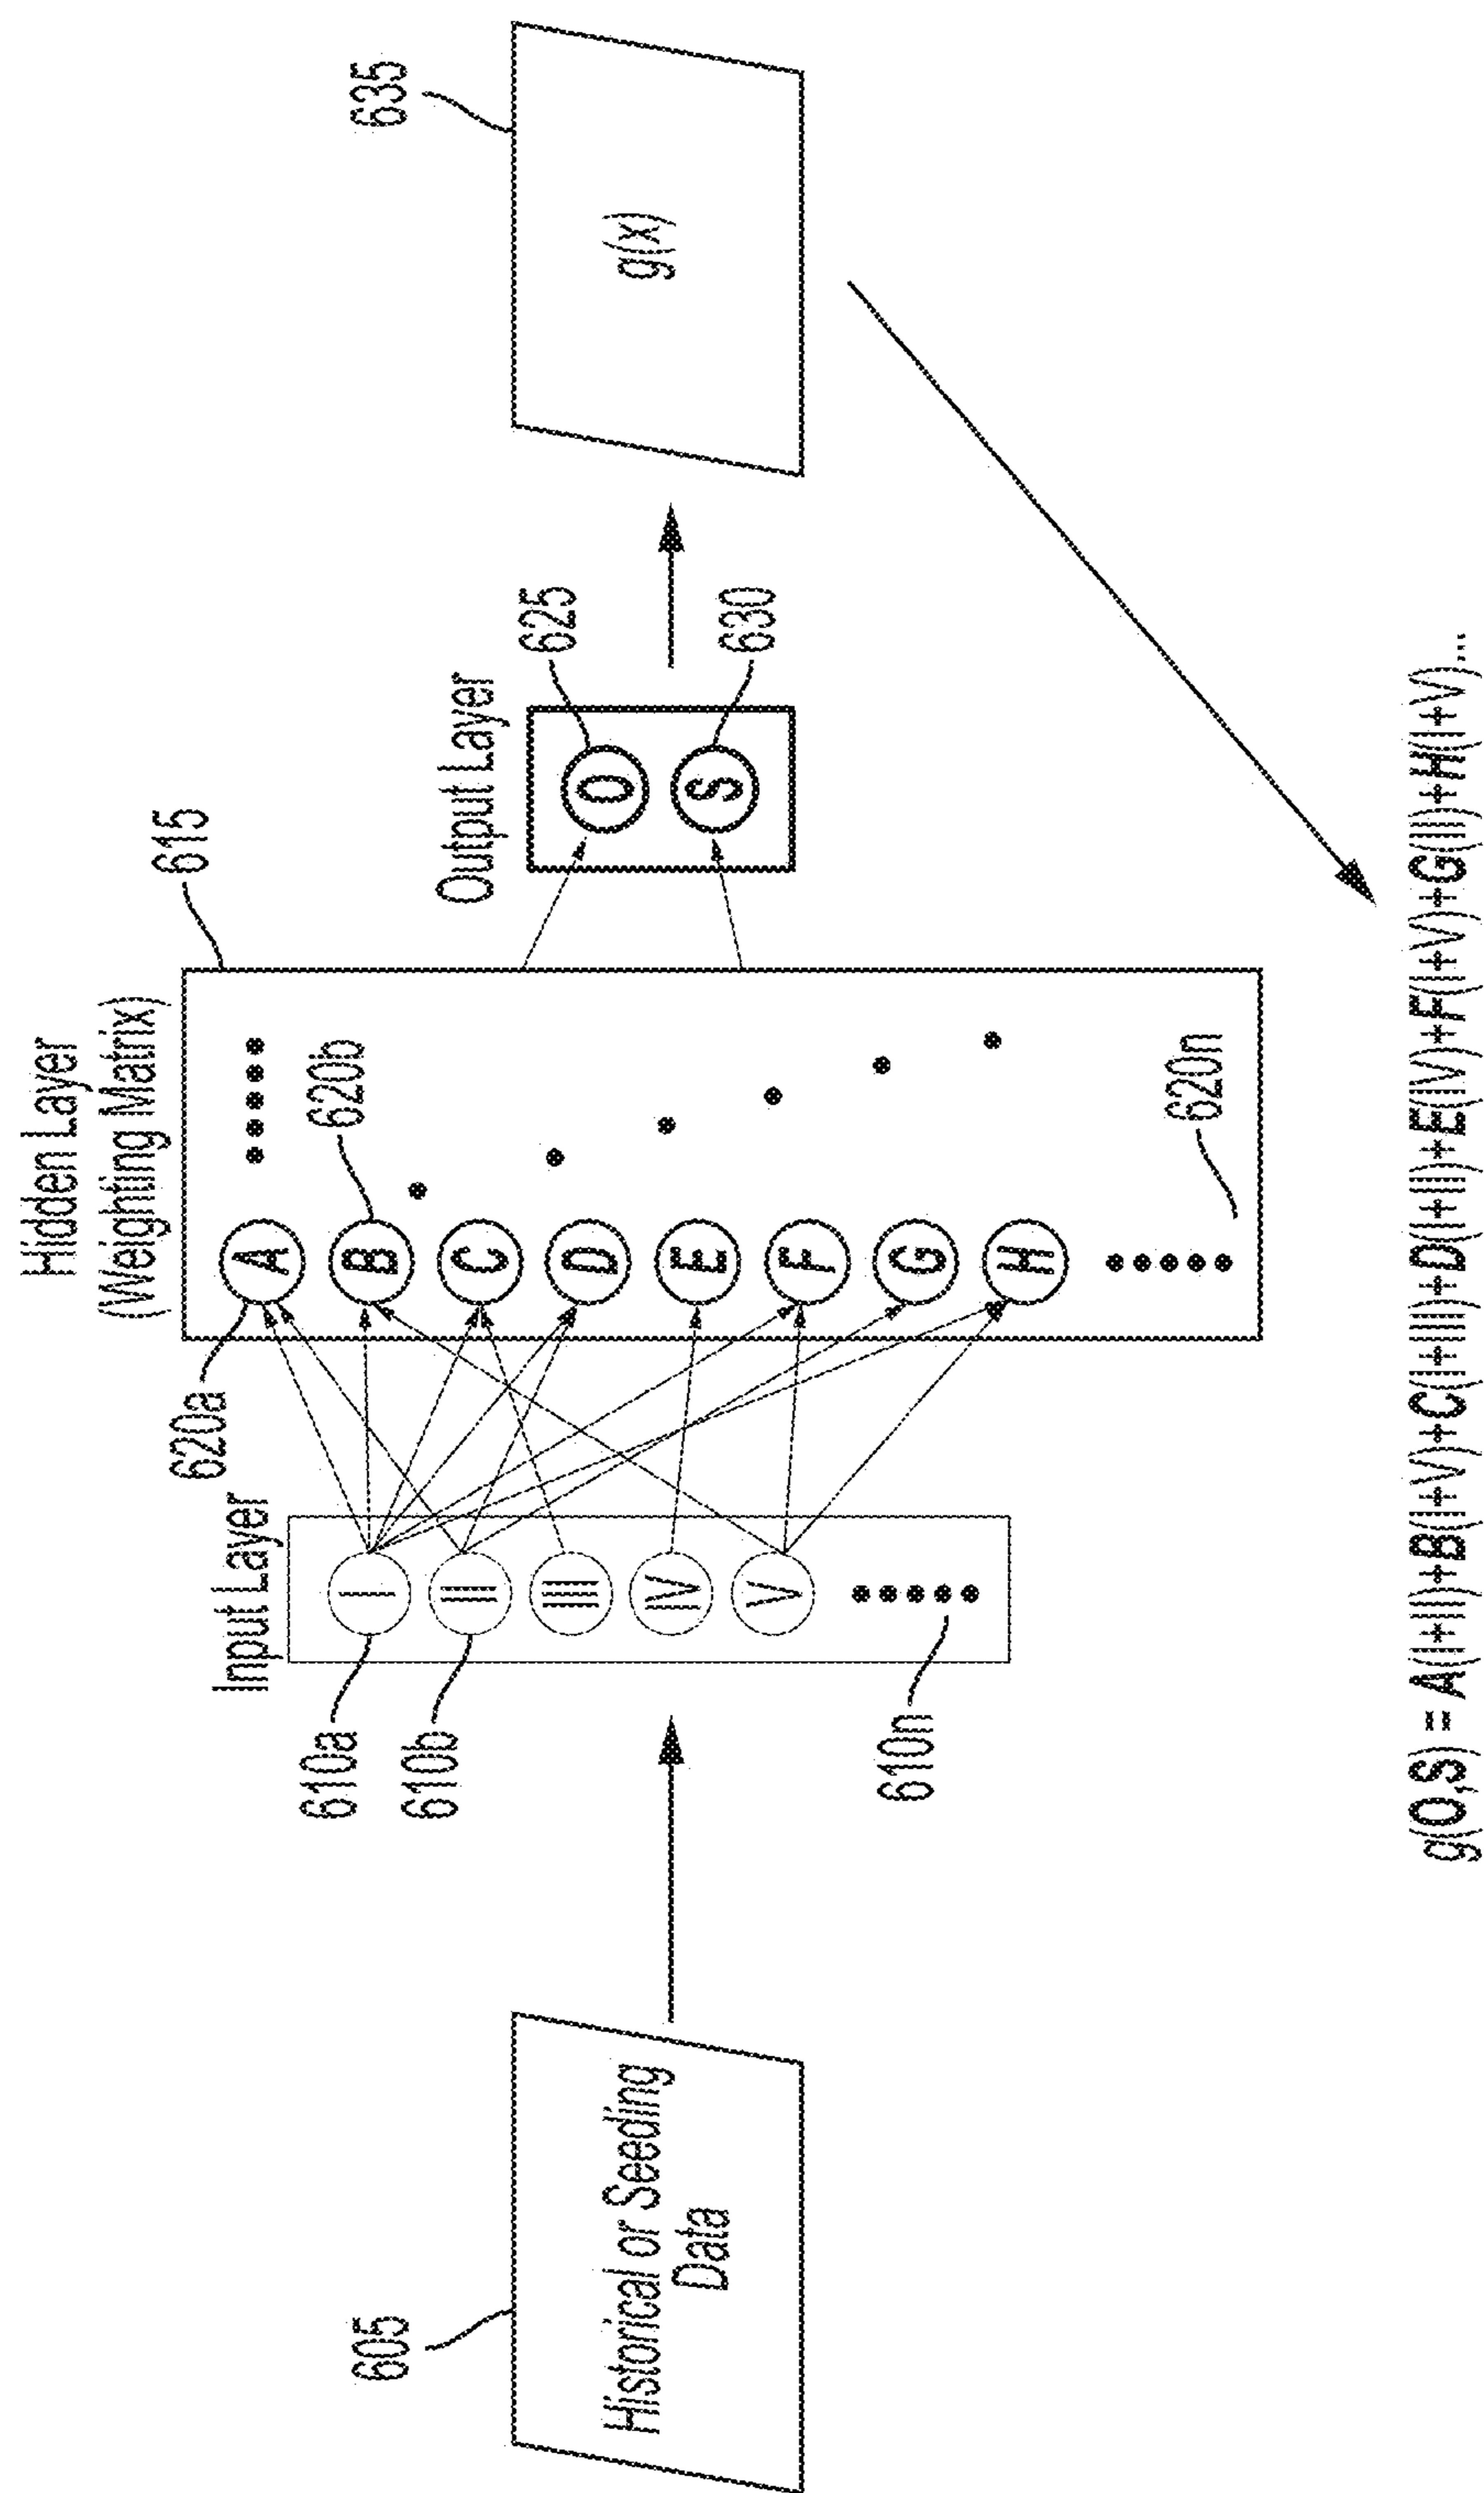 605
Historical or Seeding
Data
Input Layer
610a
610b
610n
I
II
III
IV
V
Hidden Layer
(Weighting Matrix)
615
620a
620b
620n
A
B
C
D
E
F
G
H
Output Layer
625
630
O
S
635
g(x)
g(O,S) = A(I+II)+B(I+V)+C(I+III)+D(I+II)+E(IV)+F(I+V)+G(II)+H(I+V)...